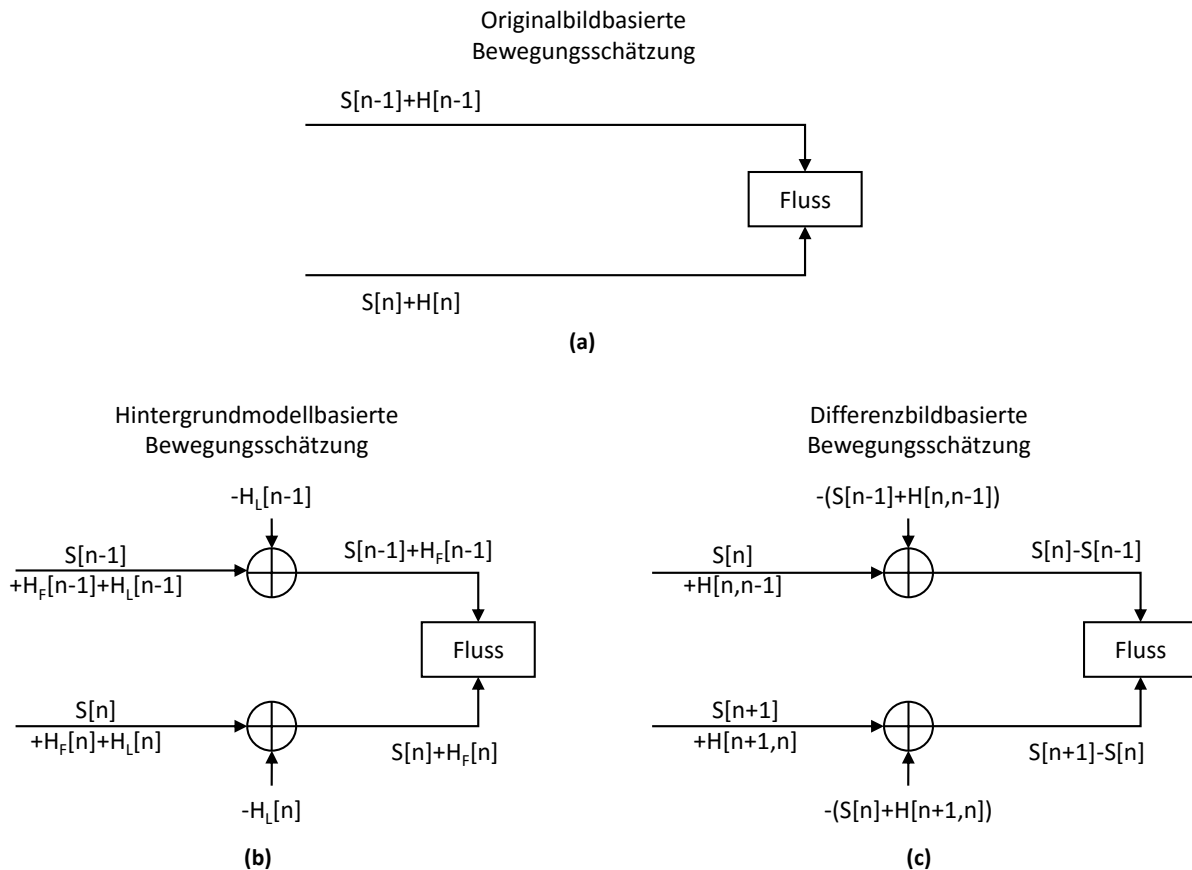 Originalbildbasierte
Bewegungsschätzung
S[n-1]+H[n-1]
Fluss
S[n]+H[n]
(a)
Hintergrundmodellbasierte
Bewegungsschätzung
-H_L[n-1]
S[n-1]
+H_F[n-1]+H_L[n-1]
S[n-1]+H_F[n-1]
Fluss
S[n]
+H_F[n]+H_L[n]
S[n]+H_F[n]
-H_L[n]
(b)
Differenzbildbasierte
Bewegungsschätzung
-(S[n-1]+H[n,n-1])
S[n]
+H[n,n-1]
S[n]-S[n-1]
Fluss
S[n+1]
+H[n+1,n]
S[n+1]-S[n]
-(S[n]+H[n+1,n])
(c)